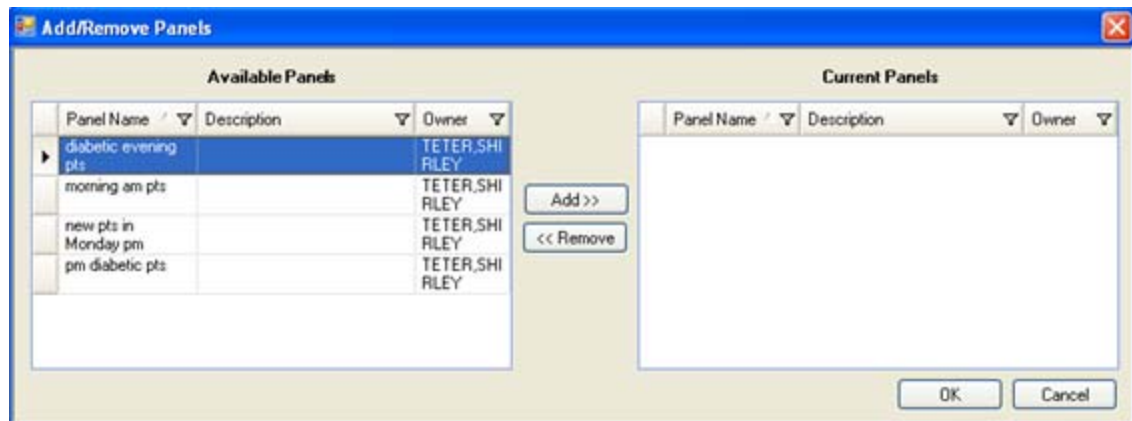 Add/Remove Panels
Available Panels
Current Panels
Panel Name Description Owner
Panel Name Description Owner
diabetic evening
pts
TETER,SHI
RLEY
morning am pts
TETER,SHI
RLEY
new pts in
Monday pm
TETER,SHI
RLEY
pm diabetic pts
TETER,SHI
RLEY
Add >>
<< Remove
OK
Cancel